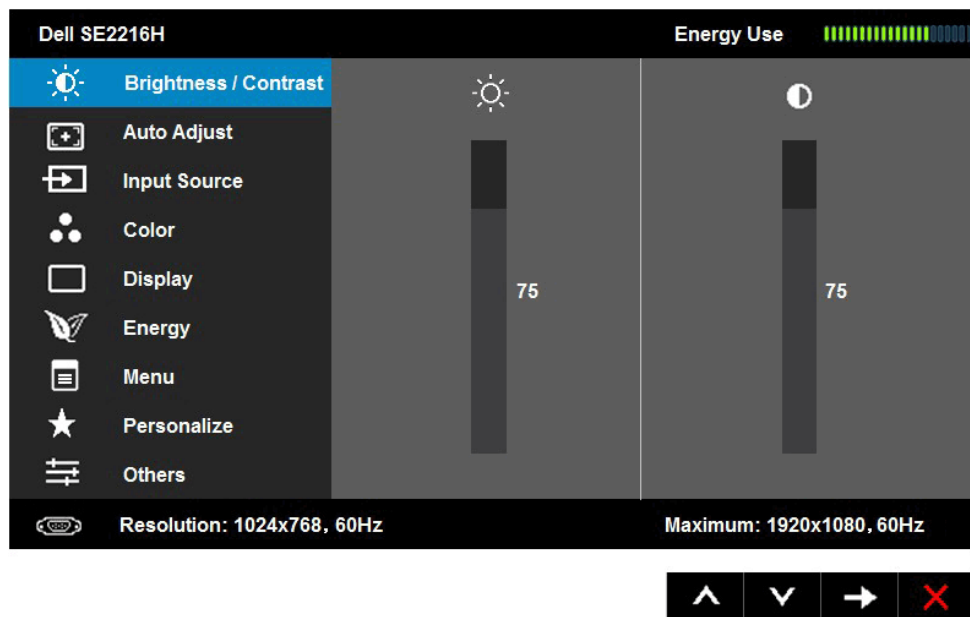 Dell SE2216H Energy Use
Brightness / Contrast
Auto Adjust
Input Source
Color
Display
75 75
Energy
Menu
Personalize
Others
Resolution: 1024x768, 60Hz Maximum: 1920x1080, 60Hz